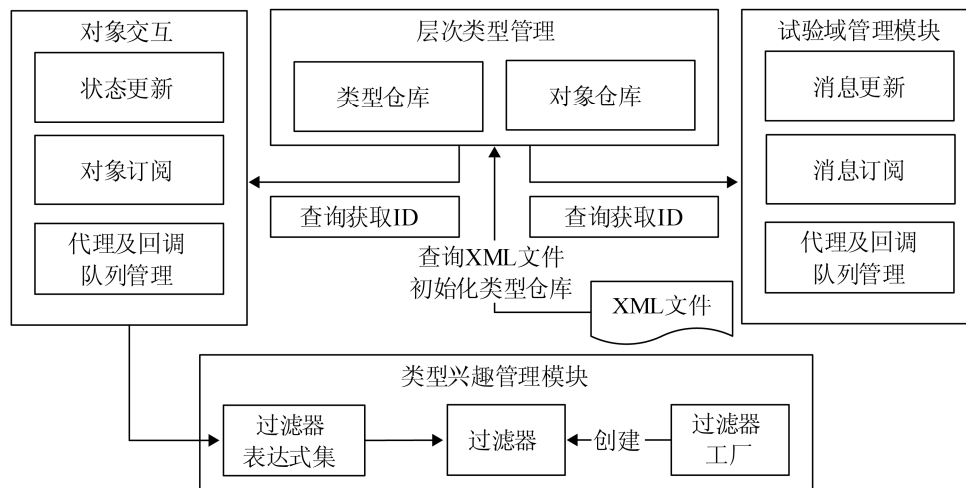 对象交互
状态更新
对象订阅
代理及回调
队列管理
层次类型管理
类型仓库
对象仓库
试验域管理模块
消息更新
消息订阅
代理及回调
队列管理
查询获取ID
查询获取ID
查询XML文件
初始化类型仓库
XML文件
类型兴趣管理模块
过滤器
表达式集
过滤器
创建
过滤器
工厂